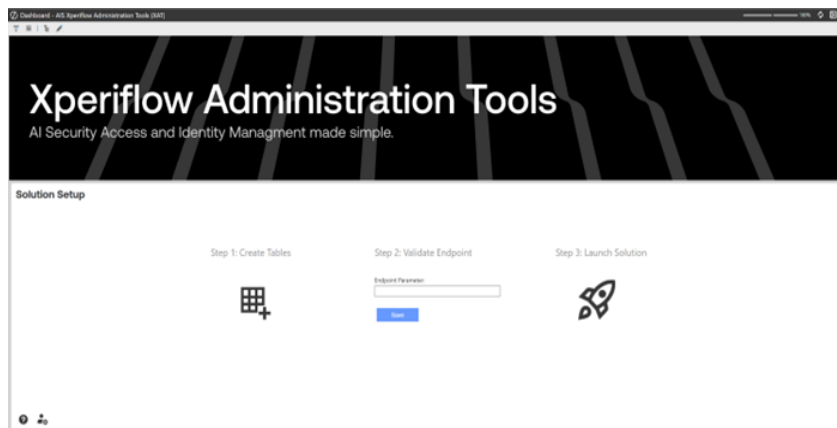 Dashboard - AIS Xperiflow Administration Tools (XAT)
Xperiflow Administration Tools
AI Security Access and Identity Managment made simple.
Solution Setup
Step 1: Create Tables
Step 2: Validate Endpoint
Step 3: Launch Solution
Endpoint Parameter:
Save